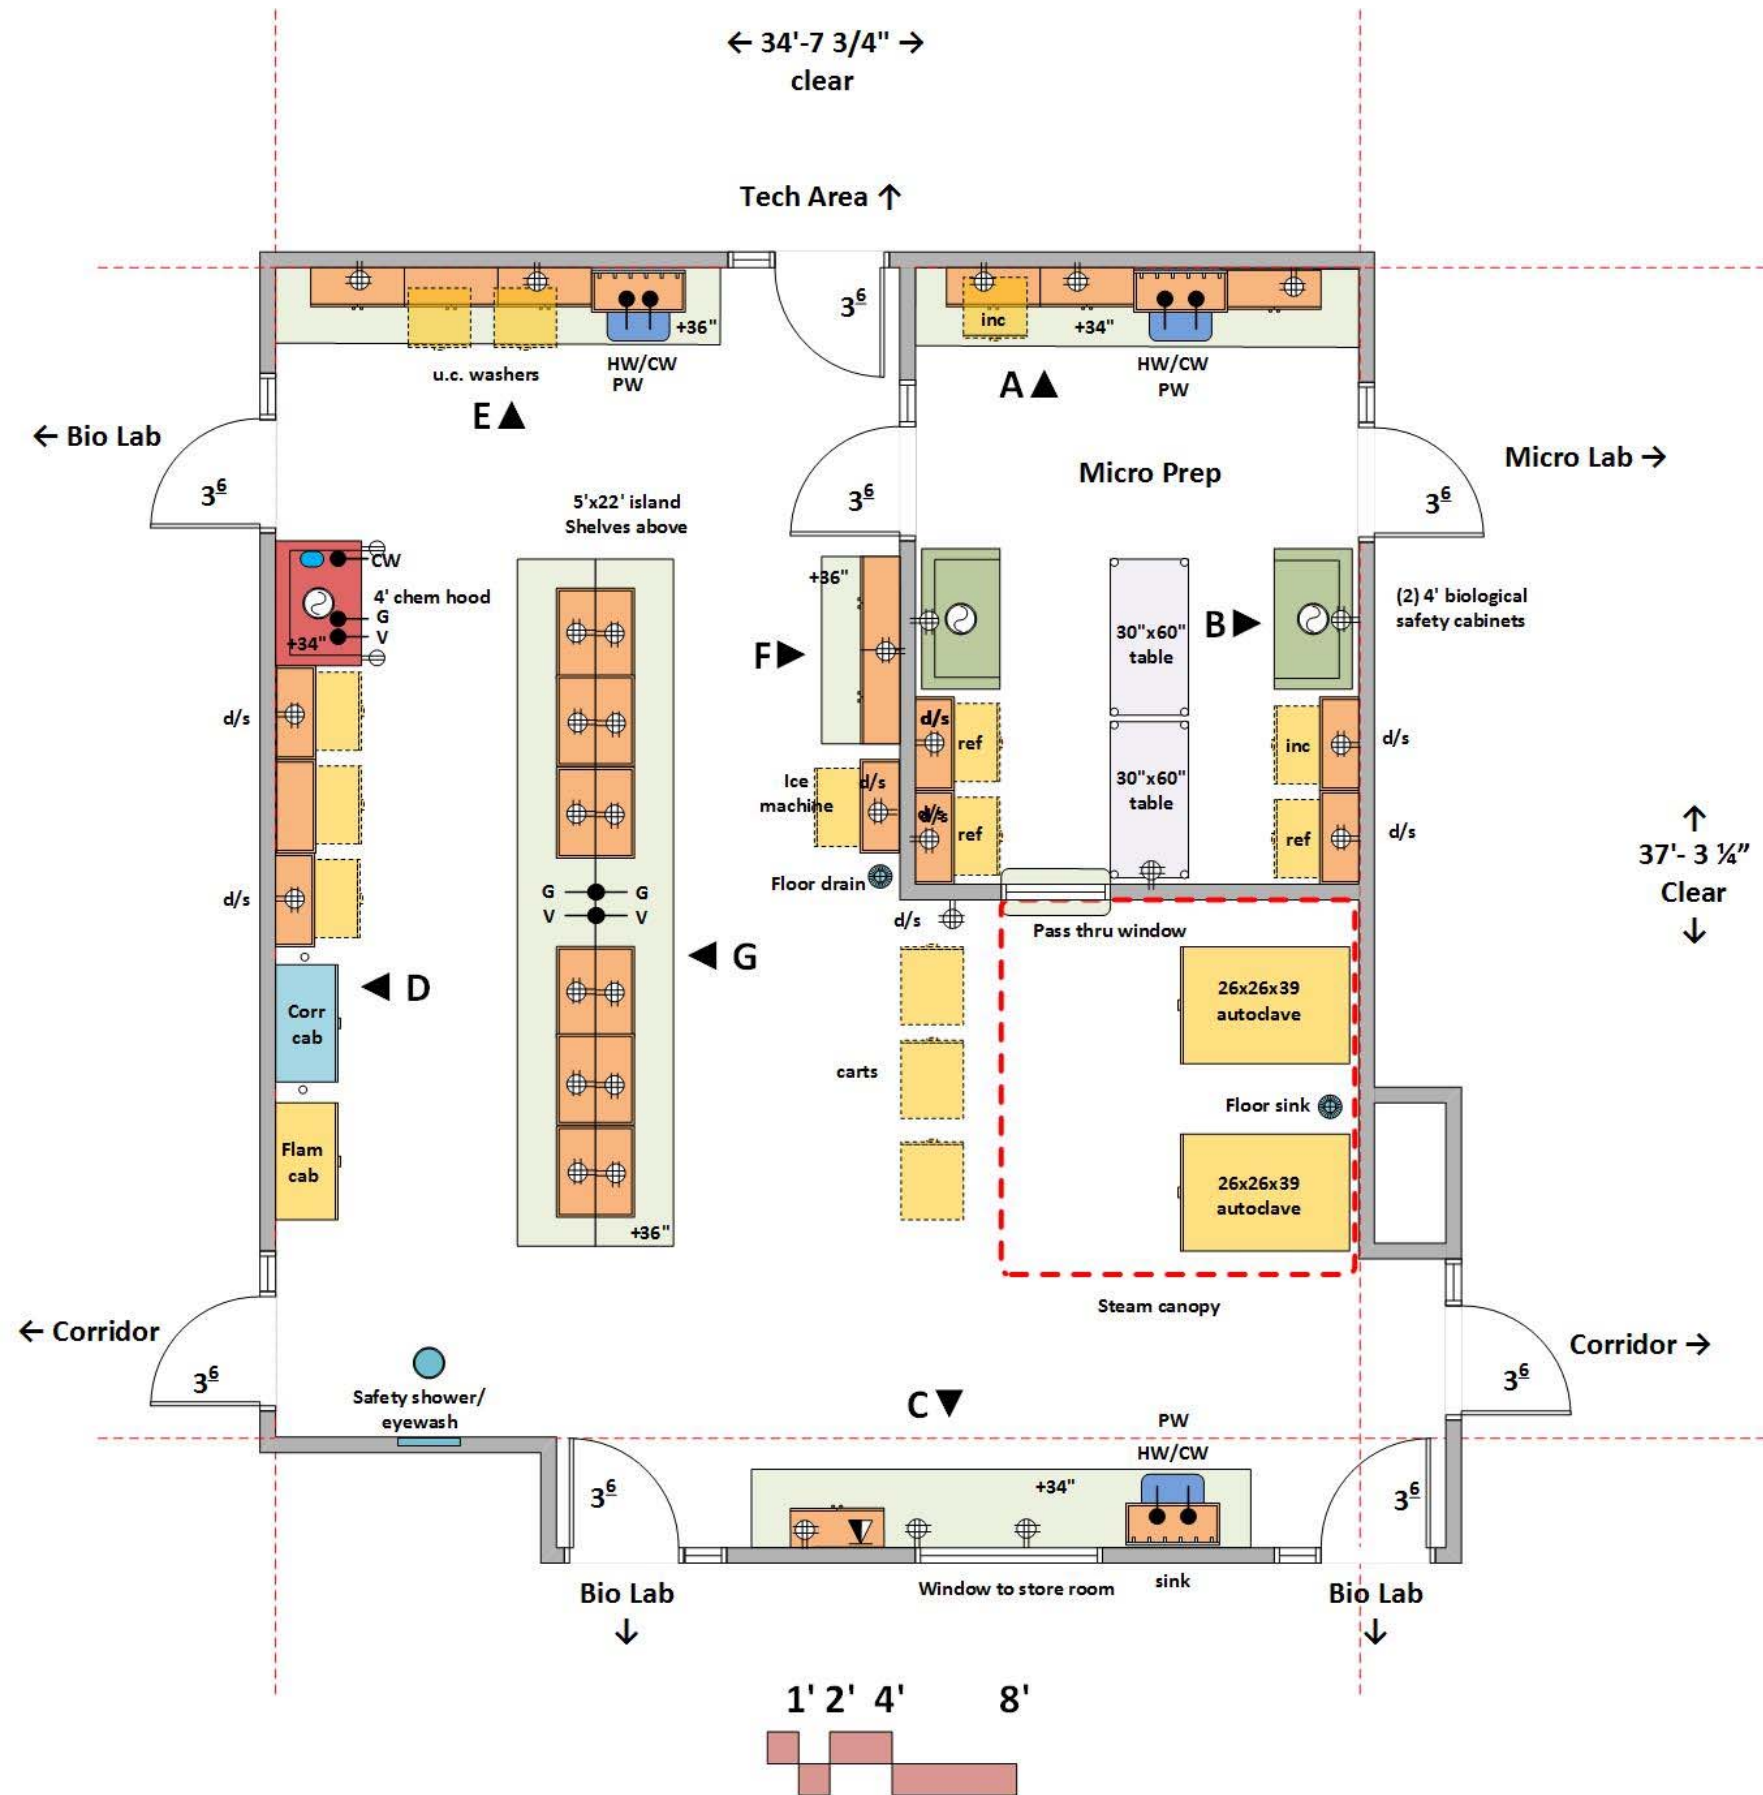 ← 34'-7 3/4" →
clear
Tech Area ↑
3 6
+36"
u.c. washers
HW/CW
PW
E ▲
inc
+34"
HW/CW
PW
A ▲
← Bio Lab
3 6
3 6
Micro Prep
3 6
Micro Lab →
5'x22' island
Shelves above
CW
4' chem hood
G
V
+34"
+36"
F ▶
30"x60"
table
B ▶
(2) 4' biological
safety cabinets
d/s
d/s
ref
inc
d/s
Ice
machine
d/s
30"x60"
table
d/s
ref
ref
d/s
↑
37'- 3 ¼"
Clear
↓
d/s
Floor drain
G
G
V
V
d/s
Pass thru window
◀ G
◀ D
Corr
cab
26x26x39
autoclave
carts
Floor sink
Flam
cab
26x26x39
autoclave
+36"
Steam canopy
← Corridor
3 6
Corridor →
3 6
Safety shower/
eyewash
C ▼
PW
HW/CW
3 6
+34"
3 6
Bio Lab
↓
Window to store room
sink
Bio Lab
↓
1' 2' 4' 8'